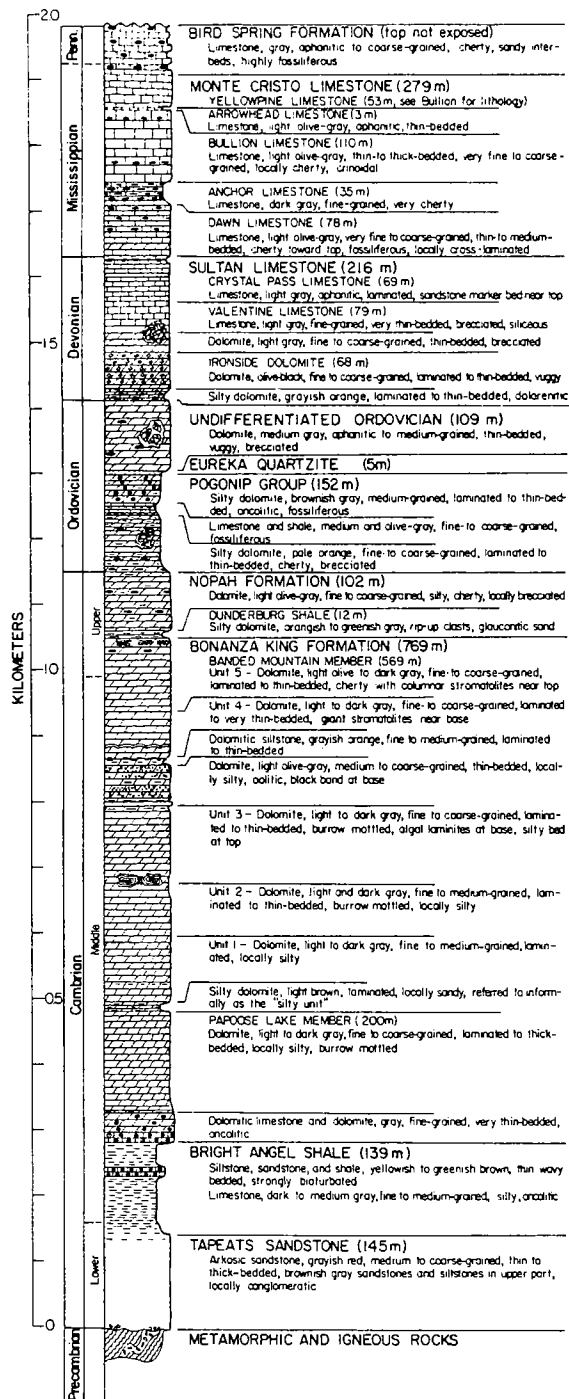 2.0
1.5
1.0
0.5
0
KILOMETERS
Penn.
Mississippian
Devonian
Ordovician
Cambrian
Upper
Middle
Lower
Precambrian
BIRD SPRING FORMATION (top not exposed)
Limestone, gray, aphanitic to coarse-grained, cherty, sandy inter-
beds, highly fossiliferous
MONTE CRISTO LIMESTONE (279 m)
YELLOWPINE LIMESTONE (53m, see Bullion for lithology)
ARROWHEAD LIMESTONE (3m)
Limestone, light olive-gray, aphanitic, thin-bedded
BULLION LIMESTONE (110 m)
Limestone, light olive-gray, thin-to thick-bedded, very fine to coarse-
grained, locally cherty, crinoidal
ANCHOR LIMESTONE (35 m)
Limestone, dark gray, fine-grained, very cherty
DAWN LIMESTONE (78 m)
Limestone, light olive-gray, very fine to coarse-grained, thin-to medium-
bedded, cherty toward top, fossiliferous, locally cross-laminated
SULTAN LIMESTONE (216 m)
CRYSTAL PASS LIMESTONE (69 m)
Limestone, light gray, aphanitic, laminated, sandstone marker bed near top
VALENTINE LIMESTONE (79 m)
Limestone, light gray, fine-grained, very thin-bedded, brecciated, siliceous
Dolomite, light gray, fine to coarse-grained, thin-bedded, brecciated
IRONSIDE DOLOMITE (68 m)
Dolomite, olive-black, fine to coarse-grained, laminated to thin-bedded, vuggy
Silty dolomite, grayish orange, laminated to thin-bedded, dolarenitic
UNDIFFERENTIATED ORDOVICIAN (109 m)
Dolomite, medium gray, aphanitic to medium-grained, thin-bedded,
vuggy, brecciated
EUREKA QUARTZITE (5m)
POGONIP GROUP (152 m)
Silty dolomite, brownish gray, medium-grained, laminated to thin-bed-
ded, oncolitic, fossiliferous
Limestone and shale, medium and olive-gray, fine-to coarse-grained,
fossiliferous
Silty dolomite, pale orange, fine-to coarse-grained, laminated to
thin-bedded, cherty, brecciated
NOPAH FORMATION (102 m)
Dolomite, light olive-gray, fine to coarse-grained, silty, cherty, locally brecciated
DUNDERBURG SHALE (12 m)
Silty dolomite, orangish to greenish gray, rip-up clasts, glauconitic sand
BONANZA KING FORMATION (769 m)
BANDED MOUNTAIN MEMBER (569 m)
Unit 5 - Dolomite, light olive to dark gray, fine-to coarse-grained,
laminated to thin-bedded, cherty with columnar stromatolites near top
Unit 4 - Dolomite, light to dark gray, fine-to coarse-grained, laminated
to very thin-bedded, giant stromatolites near base
Dolomitic siltstone, grayish orange, fine to medium-grained, laminated
to thin-bedded
Dolomite, light olive-gray, medium to coarse-grained, thin-bedded, loca-
lly silty, oolitic, black band at base
Unit 3 - Dolomite, light to dark gray, fine to coarse-grained, lamina-
ted to thin-bedded, burrow mottled, algal laminites at base, silty bed
at top
Unit 2 - Dolomite, light and dark gray, fine to medium-grained, lam-
inated to thin-bedded, burrow mottled, locally silty
Unit 1 - Dolomite, light to dark gray, fine to medium-grained, lamin-
ated, locally silty
Silty dolomite, light brown, laminated, locally sandy, referred to inform-
ally as the "silty unit"
PAPOOSE LAKE MEMBER (200m)
Dolomite, light to dark gray, fine to coarse-grained, laminated to thick-
bedded, locally silty, burrow mottled
Dolomitic limestone and dolomite, gray, fine-grained, very thin-bedded,
oncolitic
BRIGHT ANGEL SHALE (139 m)
Siltstone, sandstone, and shale, yellowish to greenish brown, thin wavy
bedded, strongly bioturbated
Limestone, dark to medium gray, fine to medium-grained, silty, oncolitic
TAPEATS SANDSTONE (145m)
Arkosic sandstone, grayish red, medium to coarse-grained, thin to
thick-bedded, brownish gray sandstones and siltstones in upper part,
locally conglomeratic
METAMORPHIC AND IGNEOUS ROCKS